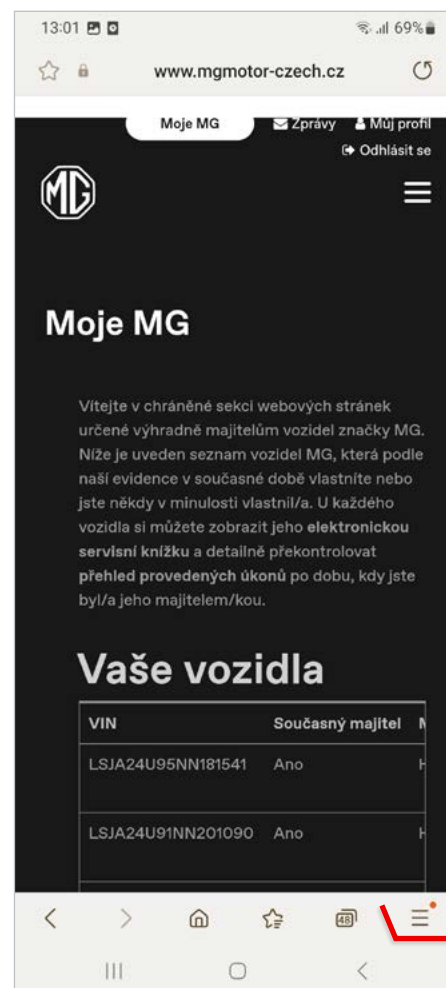 13:01 69%
www.mgmotor-czech.cz
Moje MG Zprávy Můj profil
Odhlásit se
MG
Moje MG
Vítejte v chráněné sekci webových stránek
určené výhradně majitelům vozidel značky MG.
Níže je uveden seznam vozidel MG, která podle
naší evidence v současné době vlastníte nebo
jste někdy v minulosti vlastnil/a. U každého
vozidla si můžete zobrazit jeho elektronickou
servisní knížku a detailně překontrolovat
přehled provedených úkonů po dobu, kdy jste
byl/a jeho majitelem/kou.
Vaše vozidla
VIN Současný majitel
LSJA24U95NN181541 Ano
LSJA24U91NN201090 Ano
48